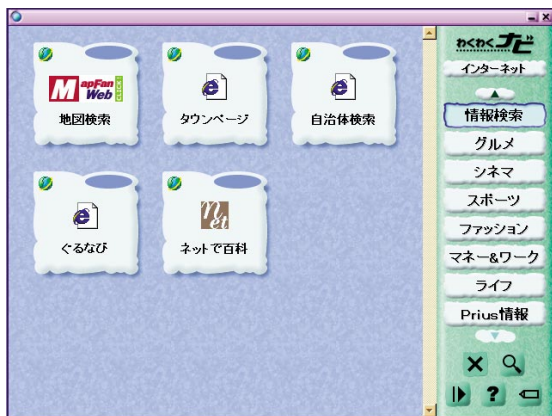 MapFan
Web
CLICK!
地図検索
タウンページ
自治体検索
ぐるなび
net
ネットで百科
わくわくナビ
インターネット
情報検索
グルメ
シネマ
スポーツ
ファッション
マネー&ワーク
ライフ
Prius情報